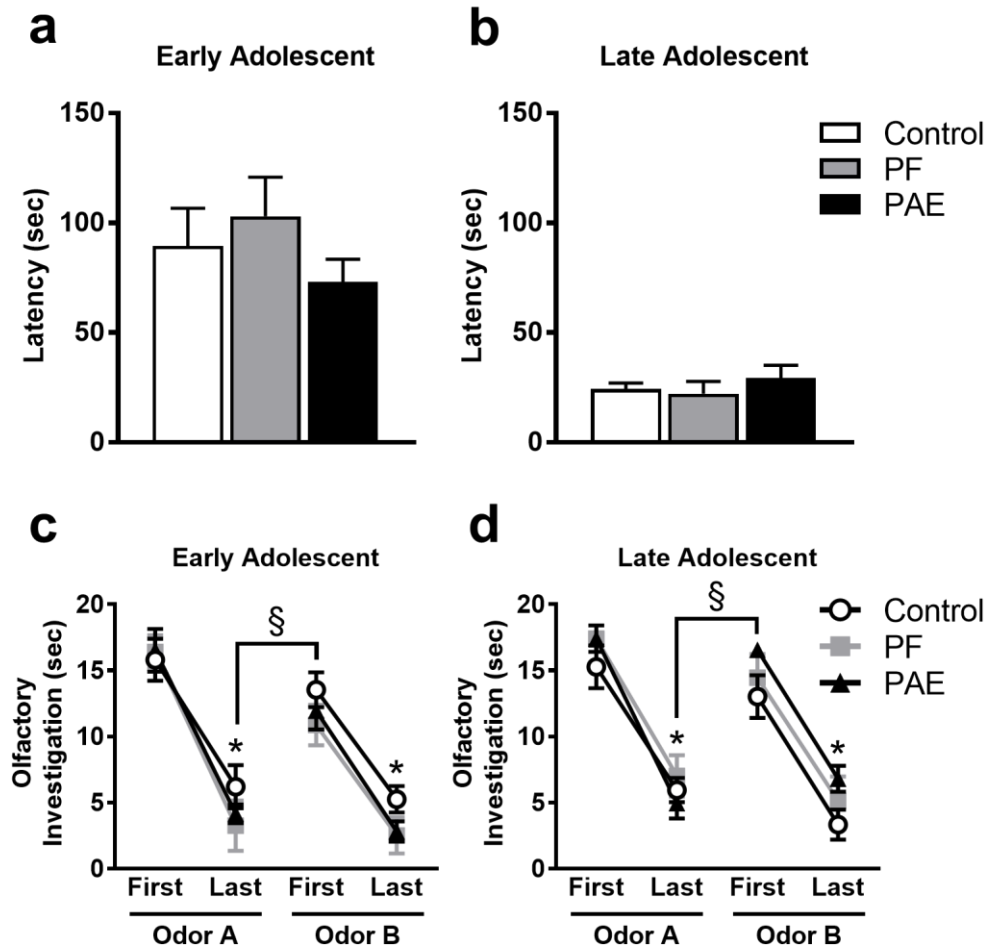 a
Early Adolescent
Latency (sec)
150
100
50
0
b
Late Adolescent
Latency (sec)
150
100
50
0
Control
PF
PAE
c
Early Adolescent
Olfactory
Investigation (sec)
20
15
10
5
0
§
*
*
First Last First Last
Odor A Odor B
d
Late Adolescent
Olfactory
Investigation (sec)
20
15
10
5
0
§
*
*
First Last First Last
Odor A Odor B
Control
PF
PAE